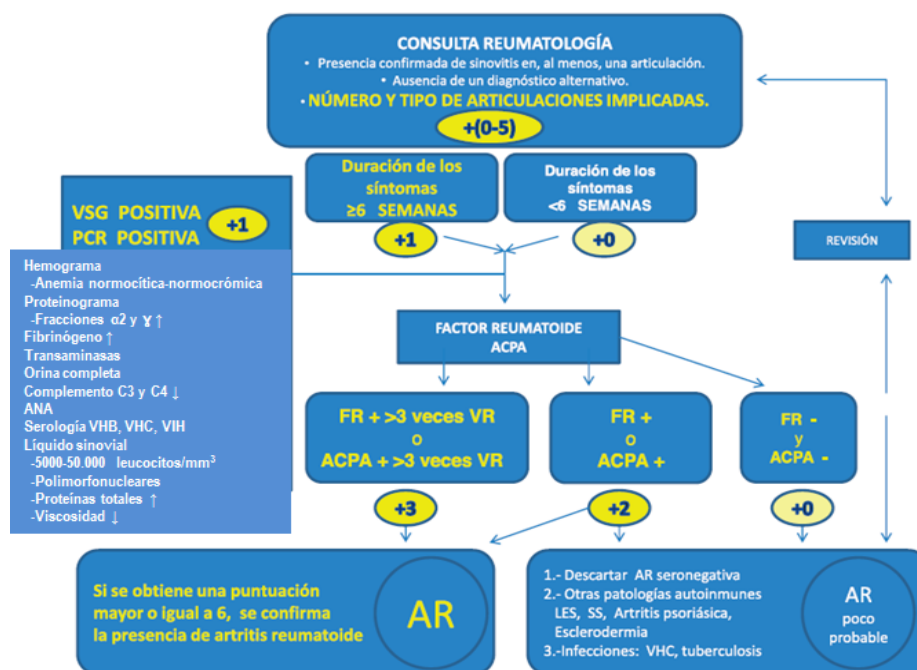 CONSULTA REUMATOLOGÍA
• Presencia confirmada de sinovitis en, al menos, una articulación.
• Ausencia de un diagnóstico alternativo.
• NÚMERO Y TIPO DE ARTICULACIONES IMPLICADAS.
+(0-5)
Duración de los
síntomas
≥6 SEMANAS
+1
Duración de los
síntomas
<6 SEMANAS
+0
VSG POSITIVA
PCR POSITIVA
+1
REVISIÓN
Hemograma
-Anemia normocítica-normocrómica
Proteinograma
-Fracciones α2 y Ɣ ↑
Fibrinógeno ↑
Transaminasas
Orina completa
Complemento C3 y C4 ↓
ANA
Serología VHB, VHC, VIH
Líquido sinovial
-5000-50.000 leucocitos/mm³
-Polimorfonucleares
-Proteínas totales ↑
-Viscosidad ↓
FACTOR REUMATOIDE
ACPA
FR + >3 veces VR
o
ACPA + >3 veces VR
+3
FR +
o
ACPA +
+2
FR -
y
ACPA -
+0
Si se obtiene una puntuación
mayor o igual a 6, se confirma
la presencia de artritis reumatoide
AR
1.- Descartar AR seronegativa
2.- Otras patologías autoinmunes
LES, SS, Artritis psoriásica,
Esclerodermia
3.-Infecciones: VHC, tuberculosis
AR
poco
probable